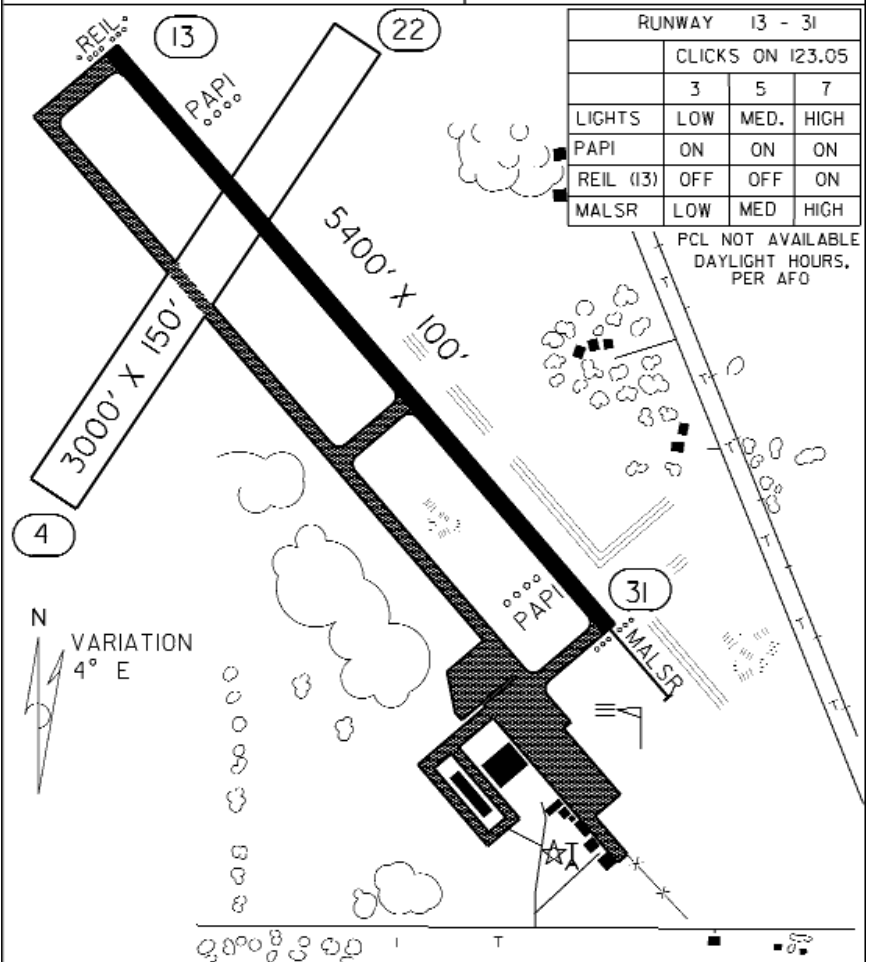 REIL
13
22
PAPI
RUNWAY 13 - 31
CLICKS ON 123.05
3 5 7
LIGHTS LOW MED. HIGH
PAPI ON ON ON
REIL (13) OFF OFF ON
MALSR LOW MED HIGH
PCL NOT AVAILABLE
DAYLIGHT HOURS,
PER AFO
5400' X 100'
3000' X 150'
4
PAPI
31
MALSR
N
VARIATION
4° E
I
T
T
T
T
T
T